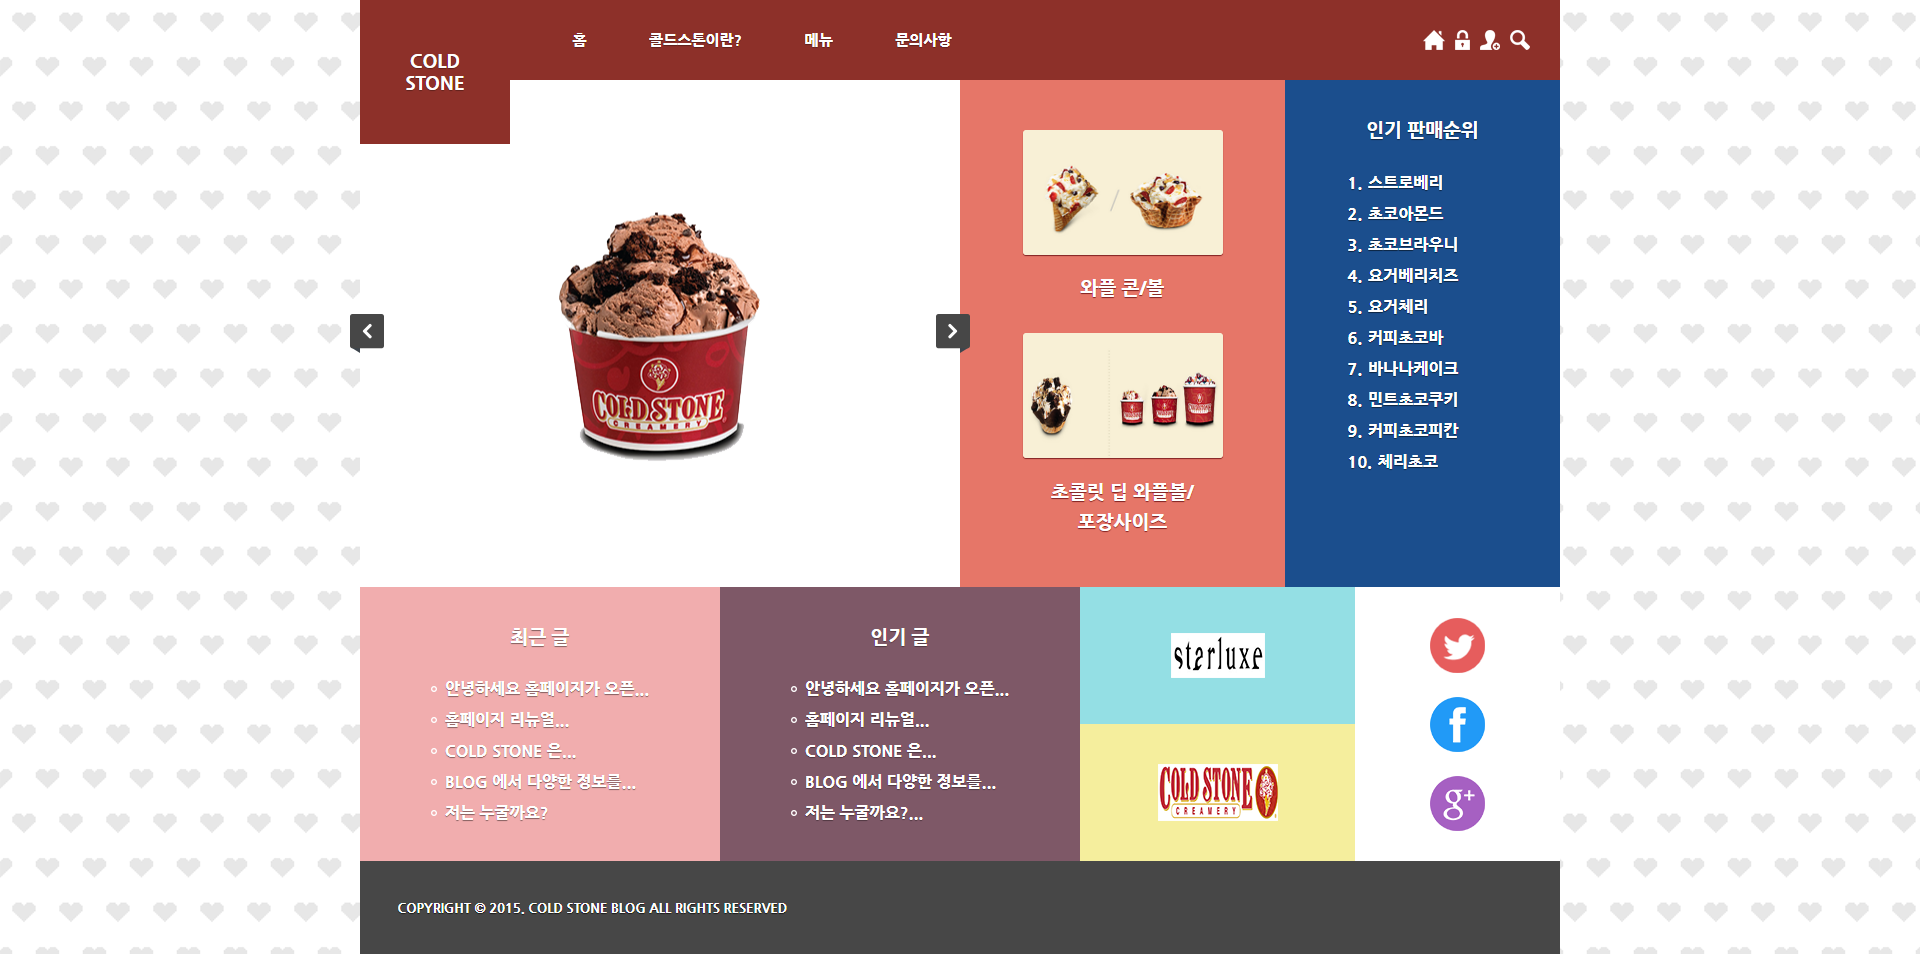 COLD
STONE
홈
콜드스톤이란?
메뉴
문의사항
COLD STONE
CREAMERY
와플 콘/볼
초콜릿 딥 와플볼/
포장사이즈
인기 판매순위
1. 스트로베리
2. 초코아몬드
3. 초코브라우니
4. 요거베리치즈
5. 요거체리
6. 커피초코바
7. 바나나케이크
8. 민트초코쿠키
9. 커피초코피칸
10. 체리초코
최근 글
안녕하세요 홈페이지가 오픈...
홈페이지 리뉴얼...
COLD STONE 은...
BLOG 에서 다양한 정보를...
저는 누굴까요?
인기 글
안녕하세요 홈페이지가 오픈...
홈페이지 리뉴얼...
COLD STONE 은...
BLOG 에서 다양한 정보를...
저는 누굴까요?...
starluxe
COLD STONE
CREAMERY
f
g+
COPYRIGHT © 2015. COLD STONE BLOG ALL RIGHTS RESERVED